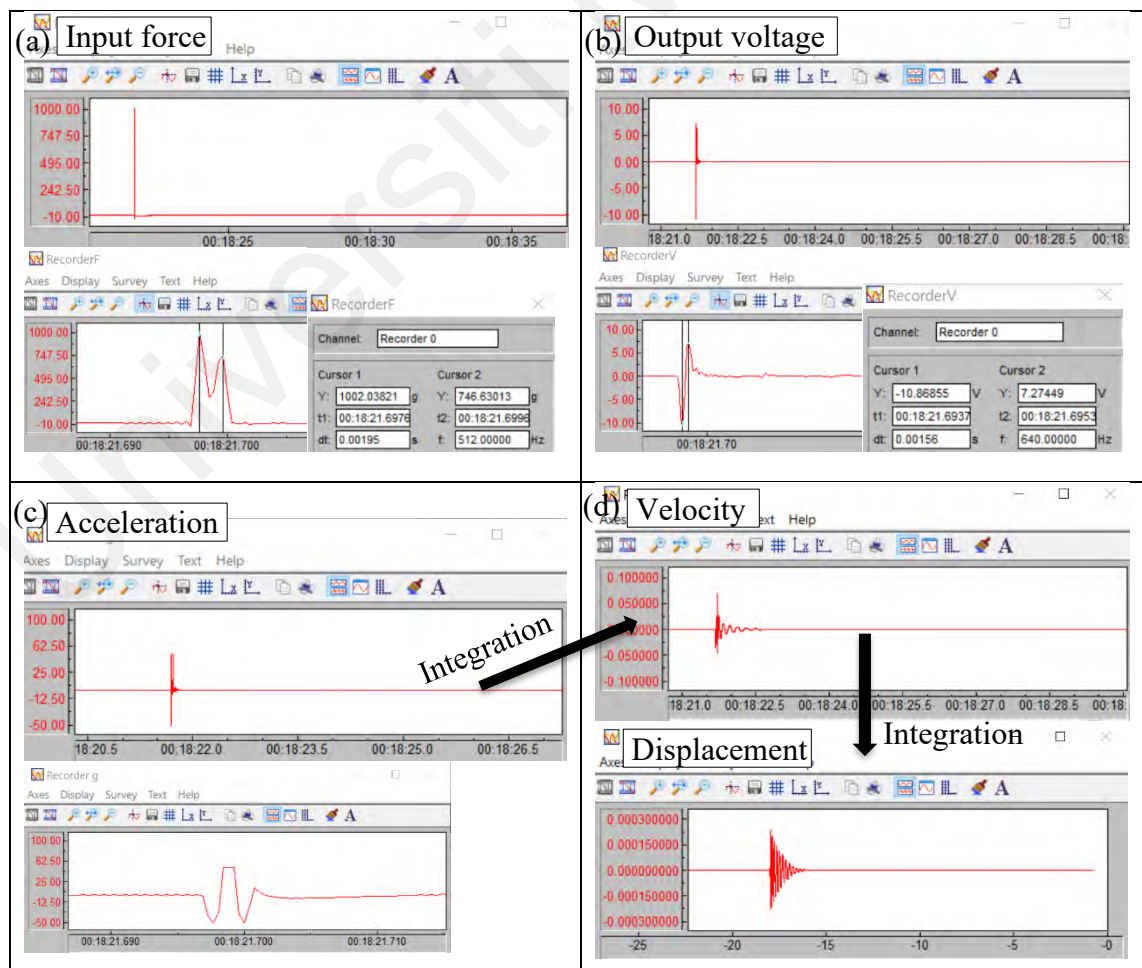 Universiti
(a) Input force
Help
1000.00
747.50
495.00
242.50
-10.00
00:18:25 00:18:30 00:18:35
RecorderF
Axes Display Survey Text Help
1000.00
747.50
495.00
242.50
-10.00
00:18:21.690 00:18:21.700
RecorderF
Channel: Recorder 0
Cursor 1 Cursor 2
Y: 1002.03821 g Y: 746.63013 g
t1: 00:18:21.6976 t2: 00:18:21.6996
dt: 0.00195 s f: 512.00000 Hz
(b) Output voltage
10.00
5.00
0.00
-5.00
-10.00
18:21.0 00:18:22.5 00:18:24.0 00:18:25.5 00:18:27.0 00:18:28.5 00:18:
RecorderV
Axes Display Survey Text Help
10.00
5.00
0.00
-5.00
-10.00
00:18:21.70
RecorderV
Channel: Recorder 0
Cursor 1 Cursor 2
Y: -10.86855 V Y: 7.27449 V
t1: 00:18:21.6937 t2: 00:18:21.6953
dt: 0.00156 s f: 640.00000 Hz
(c) Acceleration
Axes Display Survey Text Help
100.00
62.50
25.00
-12.50
-50.00
18:20.5 00:18:22.0 00:18:23.5 00:18:25.0 00:18:26.5
Recorder g
Axes Display Survey Text Help
100.00
62.50
25.00
-12.50
-50.00
00:18:21.690 00:18:21.700 00:18:21.710
Integration
(d) Velocity
Axes Text Help
0.100000
0.050000
0.000000
-0.050000
-0.100000
18:21.0 00:18:22.5 00:18:24.0 00:18:25.5 00:18:27.0 00:18:28.5 00:18:
Integration
Displacement
Axes
0.000300000
0.000150000
0.000000000
-0.000150000
-0.000300000
-25 -20 -15 -10 -5 -0